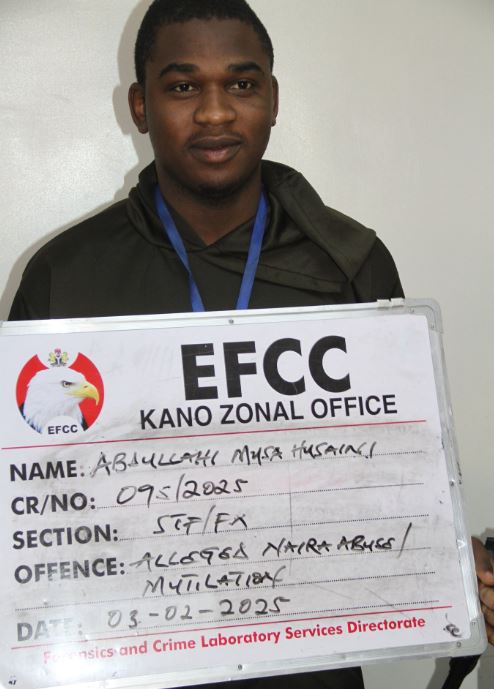 EFCC
EFCC
KANO ZONAL OFFICE
NAME: ABDULLAHI MUSA HUSAINI
CR/NO: 095/2025
SECTION: STF/FX
OFFENCE: ALLEGED NAIRA ABUSE/
MUTILATION
DATE: 03-02-2025
Forensics and Crime Laboratory Services Directorate